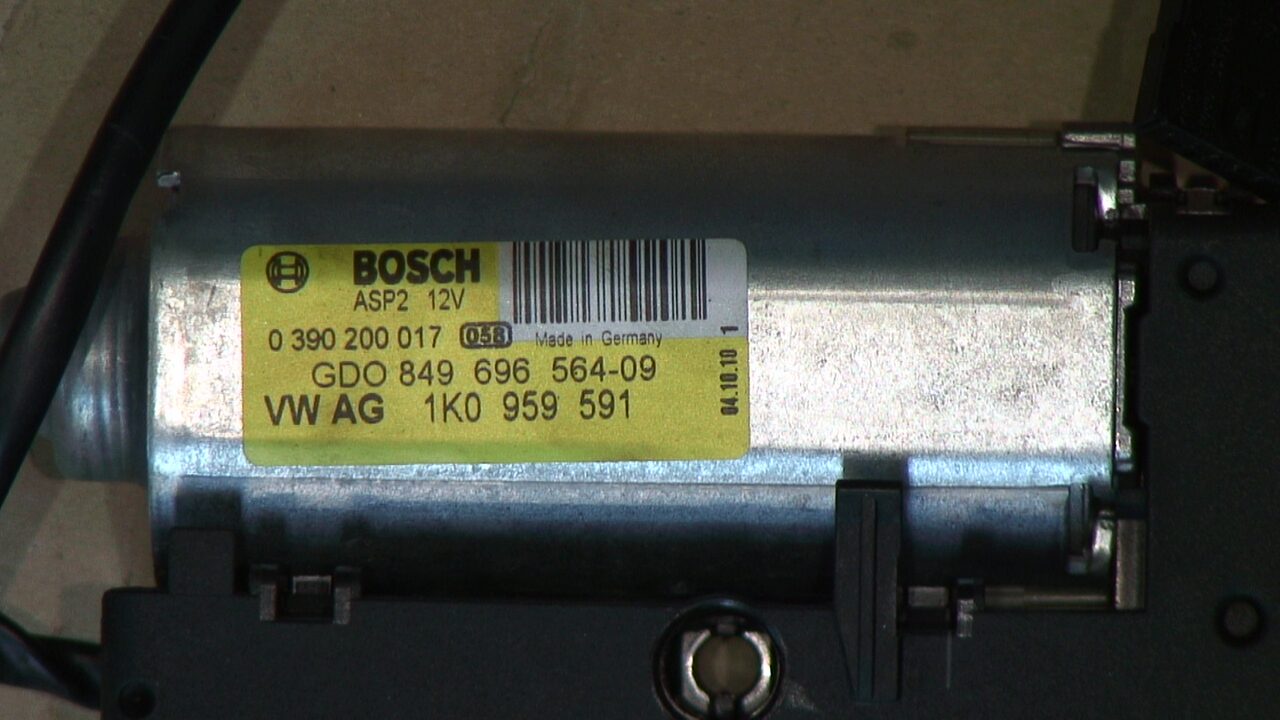 BOSCH
ASP2 12V
0 390 200 017 058 Made in Germany
GDO 849 696 564-09
VW AG 1K0 959 591
04.10.10 1